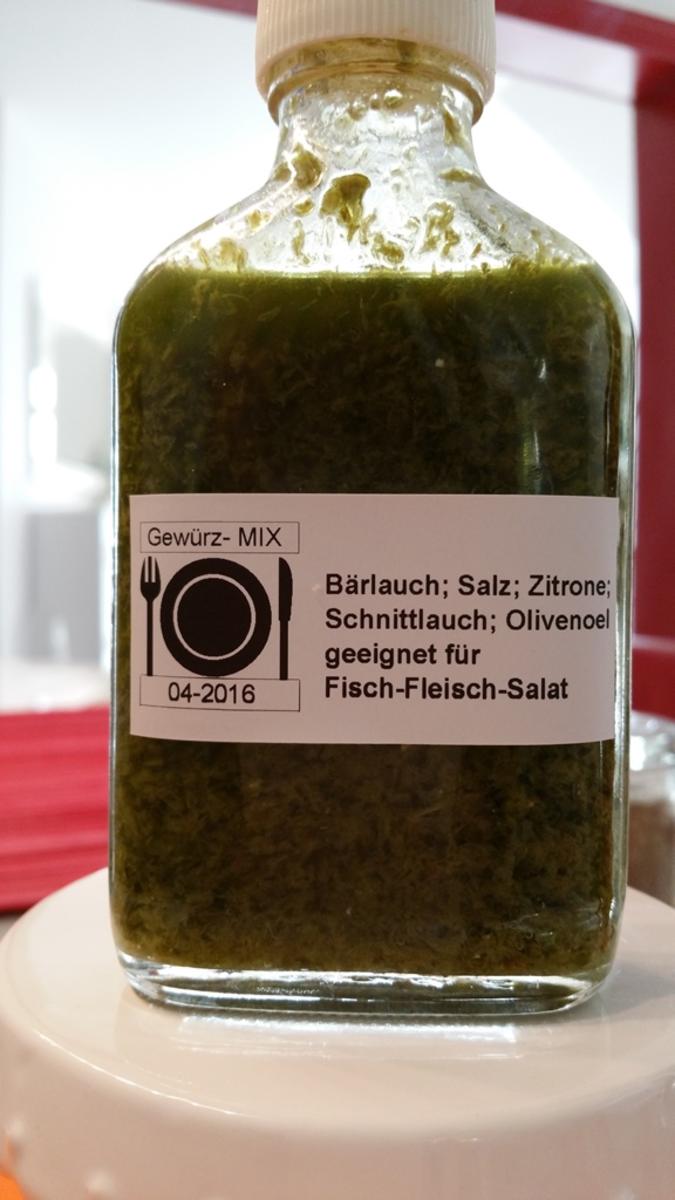 Gewürz- MIX
04-2016
Bärlauch; Salz; Zitrone;
Schnittlauch; Olivenoel
geeignet für
Fisch-Fleisch-Salat